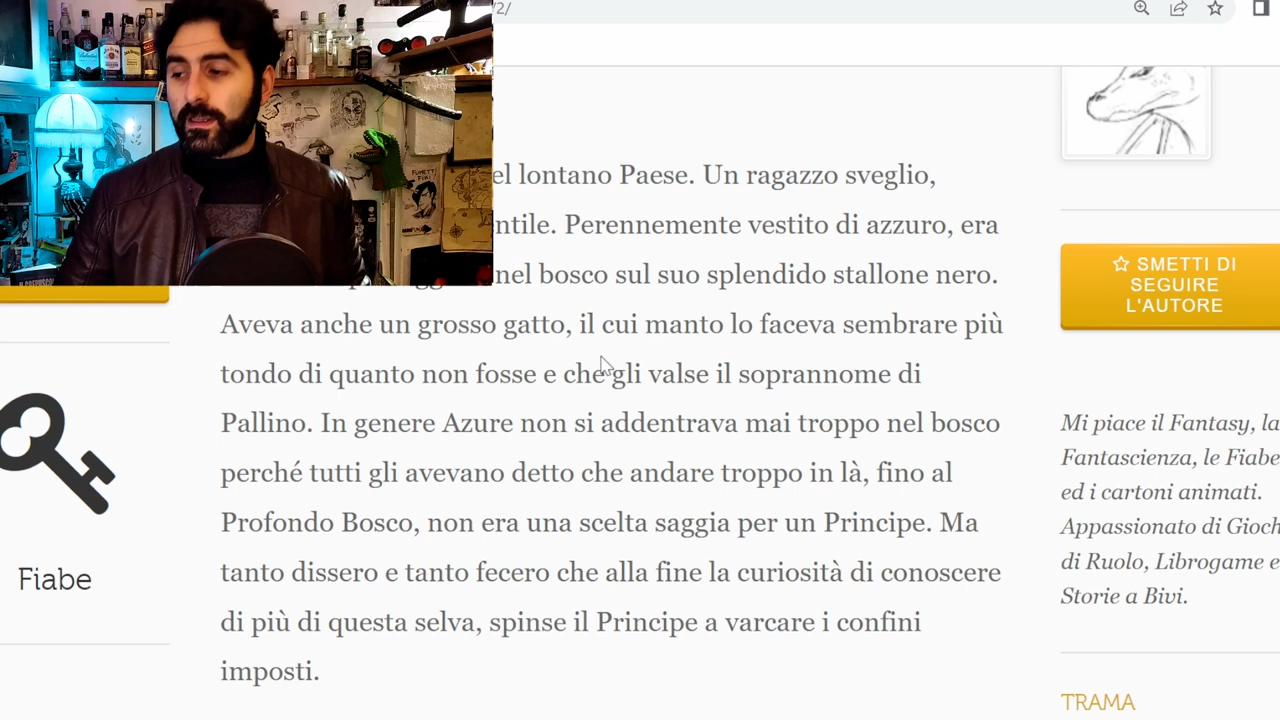 /2/
el lontano Paese. Un ragazzo sveglio,
ntile. Perennemente vestito di azzuro, era
nel bosco sul suo splendido stallone nero.
Aveva anche un grosso gatto, il cui manto lo faceva sembrare più
tondo di quanto non fosse e che gli valse il soprannome di
Pallino. In genere Azure non si addentrava mai troppo nel bosco
perché tutti gli avevano detto che andare troppo in là, fino al
Profondo Bosco, non era una scelta saggia per un Principe. Ma
tanto dissero e tanto fecero che alla fine la curiosità di conoscere
di più di questa selva, spinse il Principe a varcare i confini
imposti.
Fiabe
SMETTI DI
SEGUIRE
L'AUTORE
Mi piace il Fantasy, la
Fantascienza, le Fiabe
ed i cartoni animati.
Appassionato di Gioch
di Ruolo, Librogame e
Storie a Bivi.
TRAMA
FUMETTI